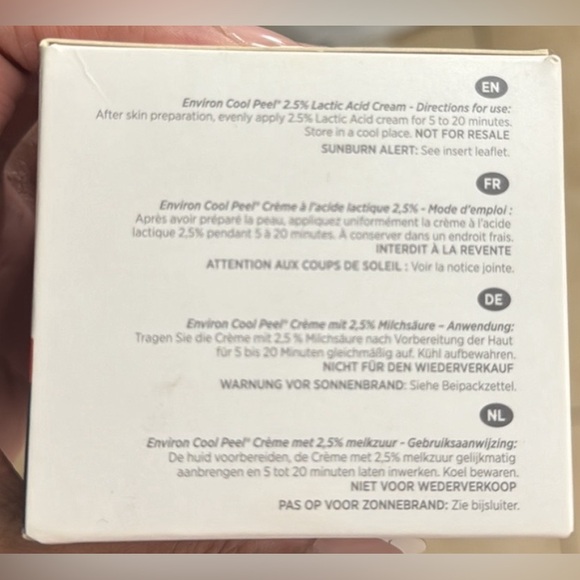 EN
Environ Cool Peel® 2.5% Lactic Acid Cream - Directions for use:
After skin preparation, evenly apply 2.5% Lactic Acid cream for 5 to 20 minutes.
Store in a cool place. NOT FOR RESALE
SUNBURN ALERT: See insert leaflet.
FR
Environ Cool Peel® Crème à l'acide lactique 2,5% - Mode d'emploi :
Après avoir préparé la peau, appliquez uniformément la crème à l'acide
lactique 2,5% pendant 5 à 20 minutes. À conserver dans un endroit frais.
INTERDIT À LA REVENTE
ATTENTION AUX COUPS DE SOLEIL : Voir la notice jointe.
DE
Environ Cool Peel® Crème mit 2,5% Milchsäure – Anwendung:
Tragen Sie die Crème mit 2,5 % Milchsäure nach Vorbereitung der Haut
für 5 bis 20 Minuten gleichmäßig auf. Kühl aufbewahren.
NICHT FÜR DEN WIEDERVERKAUF
WARNUNG VOR SONNENBRAND: Siehe Beipackzettel.
NL
Environ Cool Peel® Crème met 2,5% melkzuur - Gebruiksaanwijzing:
De huid voorbereiden, de Crème met 2,5% melkzuur gelijkmatig
aanbrengen en 5 tot 20 minuten laten inwerken. Koel bewaren.
NIET VOOR WEDERVERKOOP
PAS OP VOOR ZONNEBRAND: Zie bijsluiter.